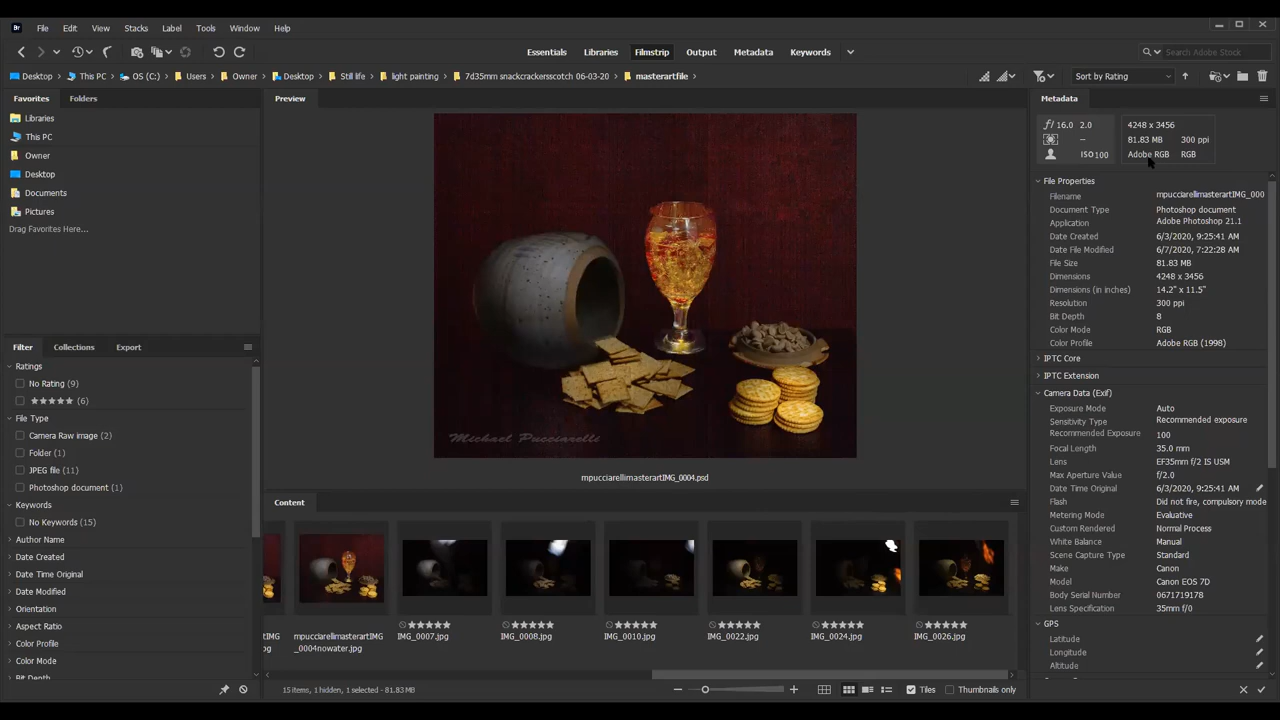 Br File Edit View Stacks Label Tools Window Help
Essentials Libraries Filmstrip Output Metadata Keywords Search Adobe Stock
Desktop > This PC > OS (C:) > Users > Owner > Desktop > Still life > light painting > 7d35mm snackcrackersscotch 06-03-20 > masterartfile > Sort by Rating
Favorites Folders
Libraries
This PC
Owner
Desktop
Documents
Pictures
Drag Favorites Here...
Filter Collections Export
Ratings
No Rating (9)
★★★★★ (6)
File Type
Camera Raw image (2)
Folder (1)
JPEG file (11)
Photoshop document (1)
Keywords
No Keywords (15)
Author Name
Date Created
Date Time Original
Date Modified
Orientation
Aspect Ratio
Color Profile
Color Mode
Bit Depth
Preview
Michael Pucciarelli
mpucciarellimasterartIMG_0004.psd
Content
mpucciarellimasterartIMG
_0004nowater.jpg
IMG_0007.jpg
IMG_0008.jpg
IMG_0010.jpg
IMG_0022.jpg
IMG_0024.jpg
IMG_0026.jpg
15 items, 1 hidden, 1 selected - 81.83 MB
Tiles Thumbnails only
Metadata
f/ 16.0 2.0
--
ISO100
4248 x 3456
81.83 MB 300 ppi
Adobe RGB RGB
File Properties
Filename mpucciarellimasterartIMG_000
Document Type Photoshop document
Application Adobe Photoshop 21.1
Date Created 6/3/2020, 9:25:41 AM
Date File Modified 6/7/2020, 7:22:28 AM
File Size 81.83 MB
Dimensions 4248 x 3456
Dimensions (in inches) 14.2" x 11.5"
Resolution 300 ppi
Bit Depth 8
Color Mode RGB
Color Profile Adobe RGB (1998)
IPTC Core
IPTC Extension
Camera Data (Exif)
Exposure Mode Auto
Sensitivity Type Recommended exposure
Recommended Exposure 100
Focal Length 35.0 mm
Lens EF35mm f/2 IS USM
Max Aperture Value f/2.0
Date Time Original 6/3/2020, 9:25:41 AM
Flash Did not fire, compulsory mode
Metering Mode Evaluative
Custom Rendered Normal Process
White Balance Manual
Scene Capture Type Standard
Make Canon
Model Canon EOS 7D
Body Serial Number 0671719178
Lens Specification 35mm f/0
GPS
Latitude
Longitude
Altitude